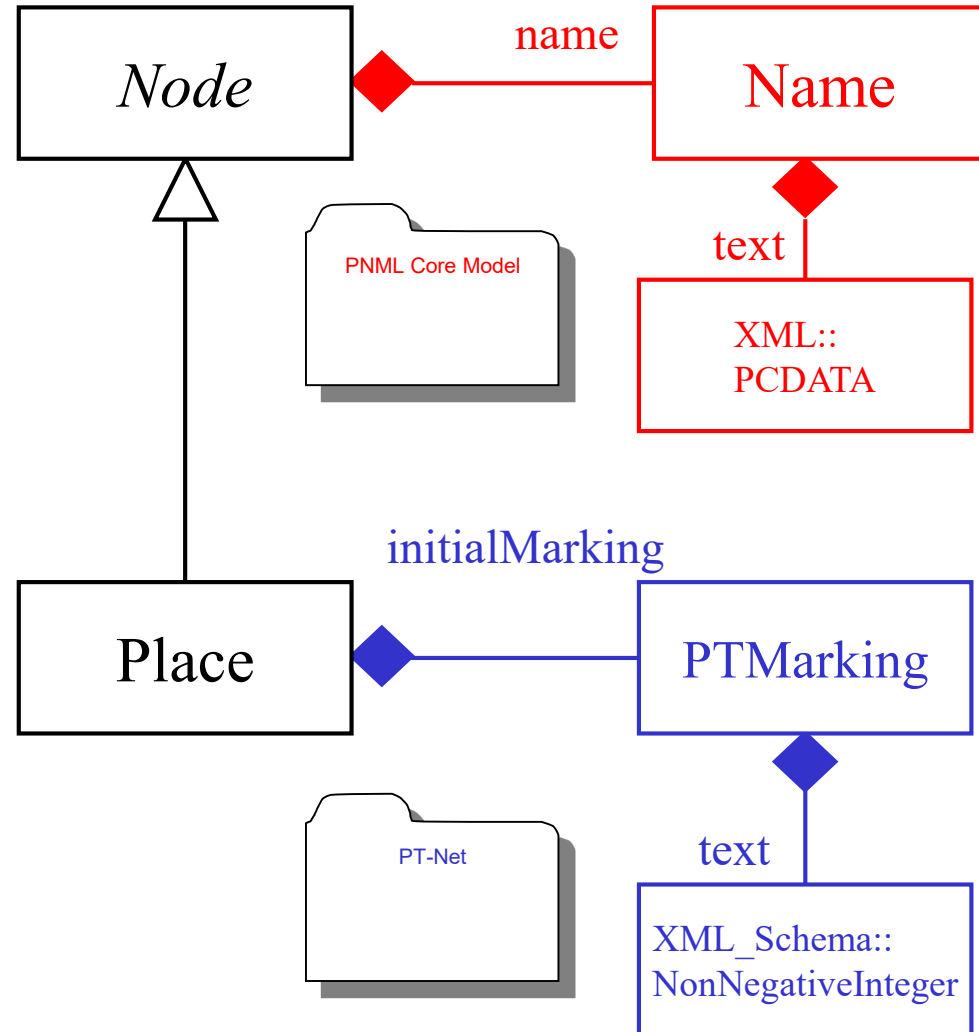 name
Node
Name
PNML Core Model
text
XML::
PCDATA
initialMarking
Place
PTMarking
PT-Net
text
XML_Schema::
NonNegativeInteger